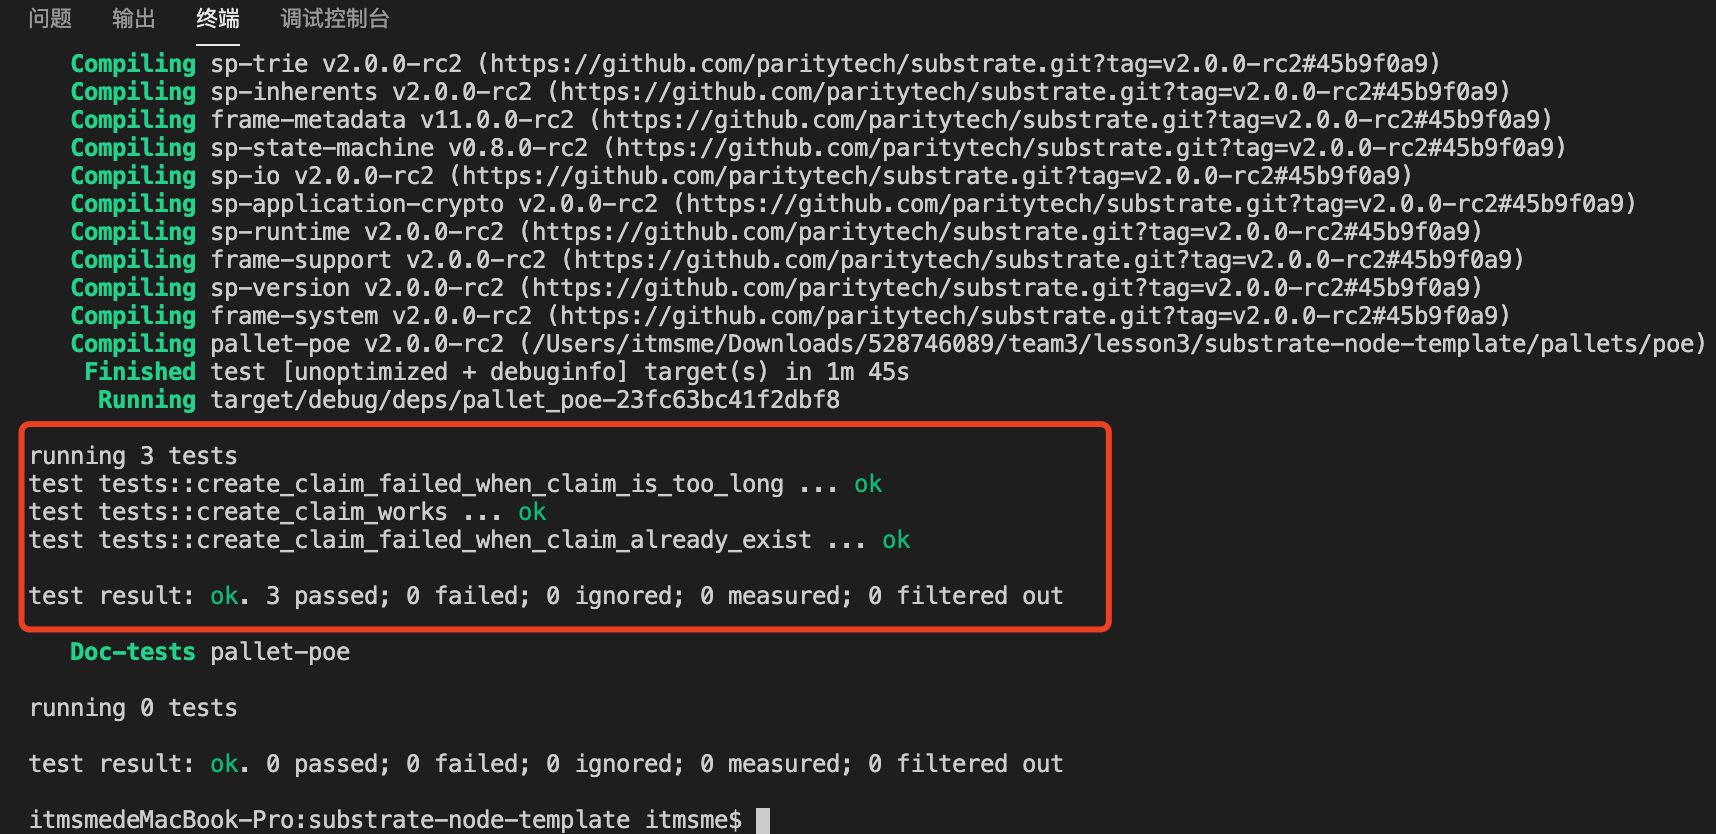 问题 输出 终端 调试控制台
Compiling sp-trie v2.0.0-rc2 (https://github.com/paritytech/substrate.git?tag=v2.0.0-rc2#45b9f0a9)
Compiling sp-inherents v2.0.0-rc2 (https://github.com/paritytech/substrate.git?tag=v2.0.0-rc2#45b9f0a9)
Compiling frame-metadata v11.0.0-rc2 (https://github.com/paritytech/substrate.git?tag=v2.0.0-rc2#45b9f0a9)
Compiling sp-state-machine v0.8.0-rc2 (https://github.com/paritytech/substrate.git?tag=v2.0.0-rc2#45b9f0a9)
Compiling sp-io v2.0.0-rc2 (https://github.com/paritytech/substrate.git?tag=v2.0.0-rc2#45b9f0a9)
Compiling sp-application-crypto v2.0.0-rc2 (https://github.com/paritytech/substrate.git?tag=v2.0.0-rc2#45b9f0a9)
Compiling sp-runtime v2.0.0-rc2 (https://github.com/paritytech/substrate.git?tag=v2.0.0-rc2#45b9f0a9)
Compiling frame-support v2.0.0-rc2 (https://github.com/paritytech/substrate.git?tag=v2.0.0-rc2#45b9f0a9)
Compiling sp-version v2.0.0-rc2 (https://github.com/paritytech/substrate.git?tag=v2.0.0-rc2#45b9f0a9)
Compiling frame-system v2.0.0-rc2 (https://github.com/paritytech/substrate.git?tag=v2.0.0-rc2#45b9f0a9)
Compiling pallet-poe v2.0.0-rc2 (/Users/itmsme/Downloads/528746089/team3/lesson3/substrate-node-template/pallets/poe)
Finished test [unoptimized + debuginfo] target(s) in 1m 45s
Running target/debug/deps/pallet_poe-23fc63bc41f2dbf8
running 3 tests
test tests::create_claim_failed_when_claim_is_too_long ... ok
test tests::create_claim_works ... ok
test tests::create_claim_failed_when_claim_already_exist ... ok
test result: ok. 3 passed; 0 failed; 0 ignored; 0 measured; 0 filtered out
Doc-tests pallet-poe
running 0 tests
test result: ok. 0 passed; 0 failed; 0 ignored; 0 measured; 0 filtered out
itmsmedeMacBook-Pro:substrate-node-template itmsme$